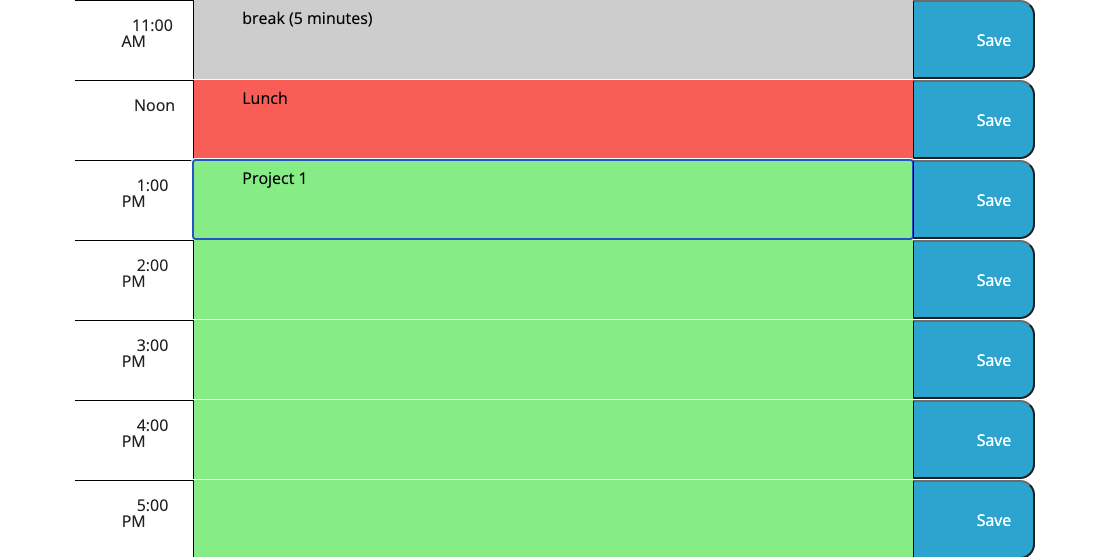 11:00 break (5 minutes)
AM Save
Noon Lunch
Save
1:00 Project 1
PM Save
2:00
PM Save
3:00
PM Save
4:00
PM Save
5:00
PM Save